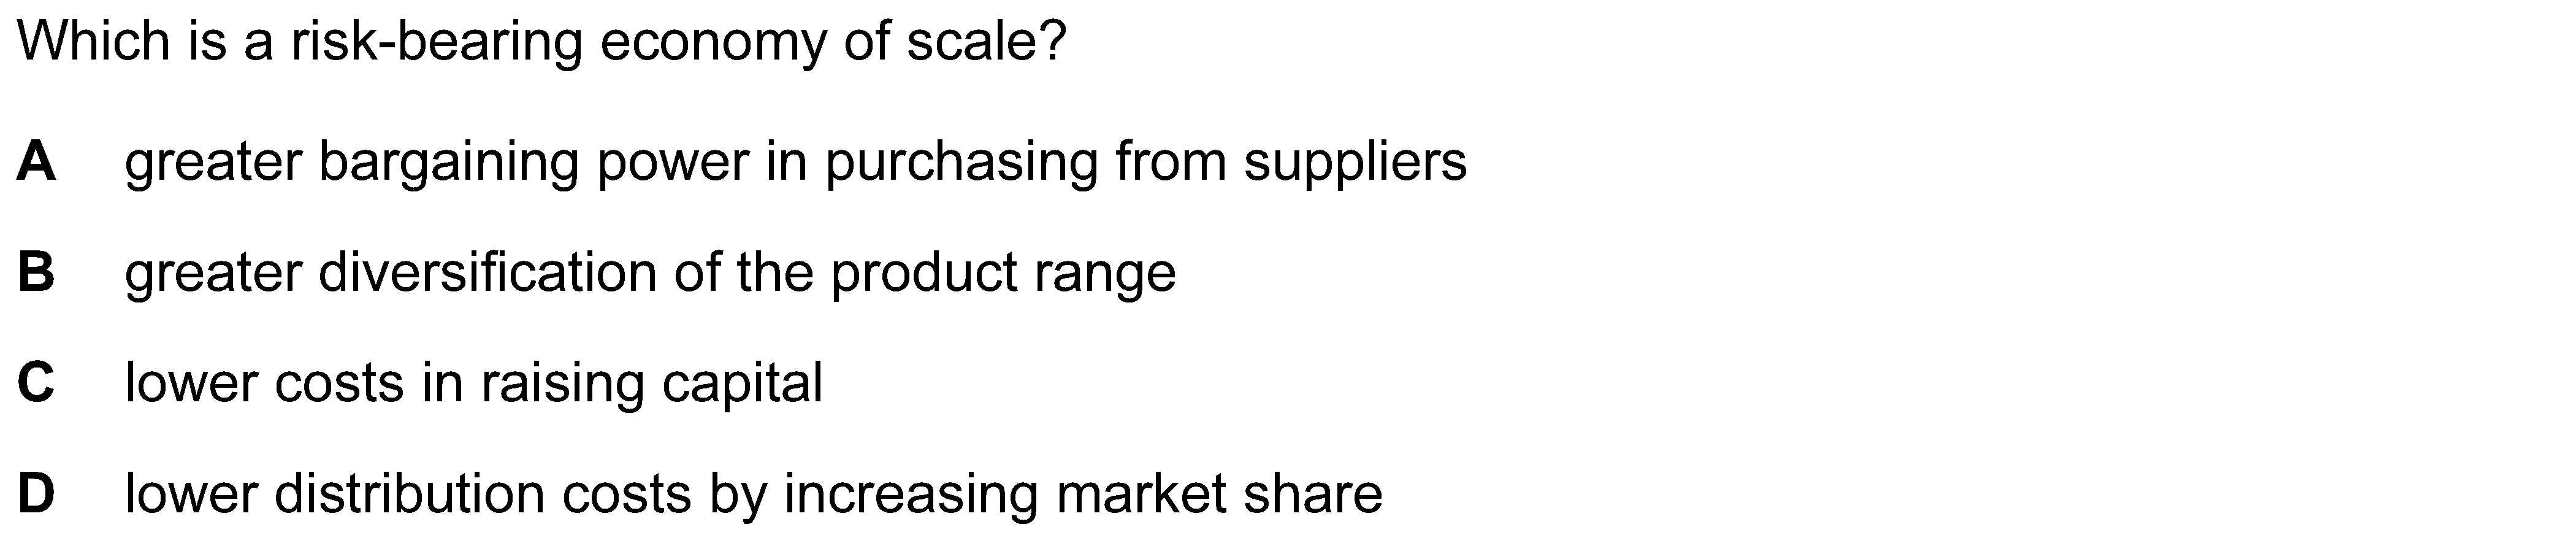 Which is a risk-bearing economy of scale?
A greater bargaining power in purchasing from suppliers
B greater diversification of the product range
C lower costs in raising capital
D lower distribution costs by increasing market share